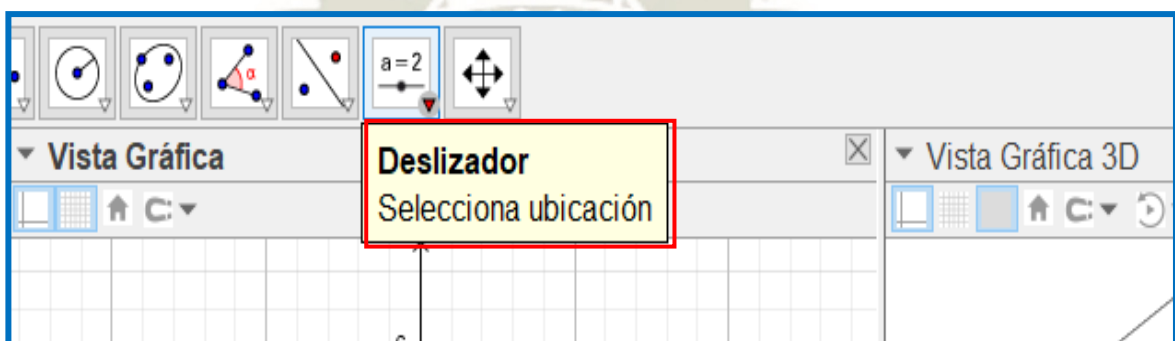 α
a = 2
Vista Gráfica
Deslizador
Selecciona ubicación
Vista Gráfica 3D